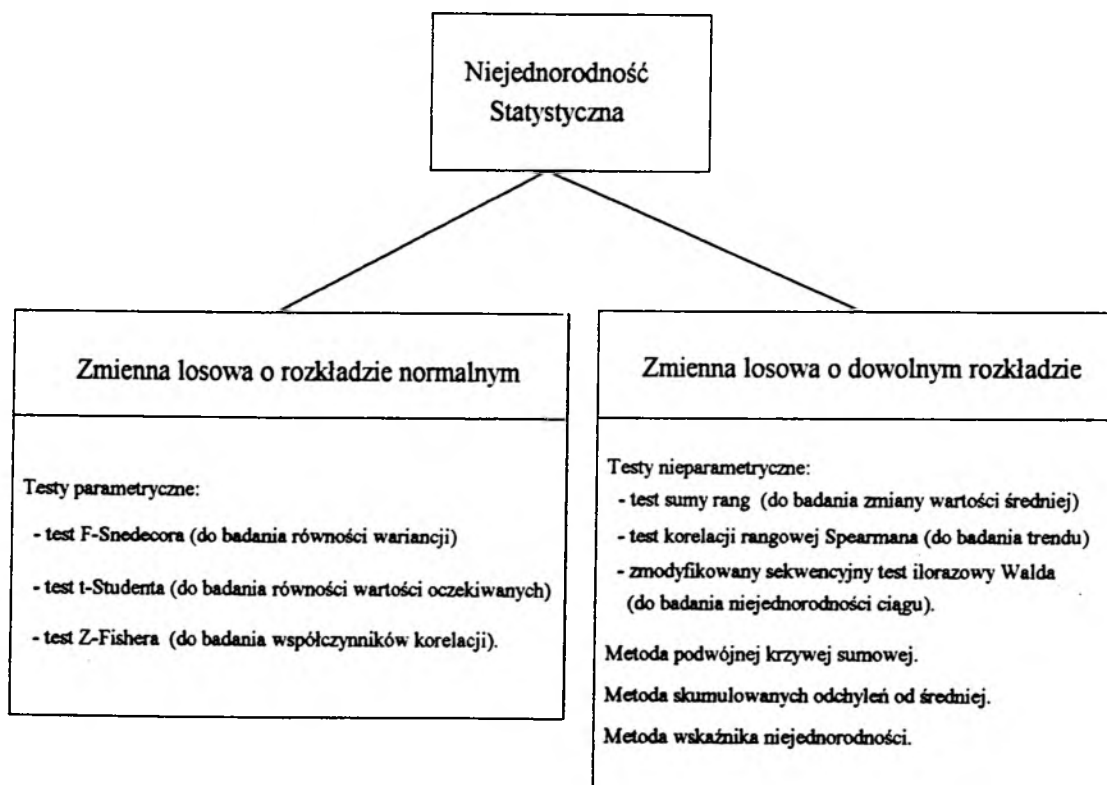 Niejednorodność
Statystyczna
Zmienna losowa o rozkładzie normalnym
Testy parametryczne:
- test F-Snedecora (do badania równości wariancji)
- test t-Studenta (do badania równości wartości oczekiwanych)
- test Z-Fishera (do badania współczynników korelacji).
Zmienna losowa o dowolnym rozkładzie
Testy nieparametryczne:
- test sumy rang (do badania zmiany wartości średniej)
- test korelacji rangowej Spearmana (do badania trendu)
- zmodyfikowany sekwencyjny test ilorazowy Walda
(do badania niejednorodności ciągu).
Metoda podwójnej krzywej sumowej.
Metoda skumulowanych odchyleń od średniej.
Metoda wskaźnika niejednorodności.